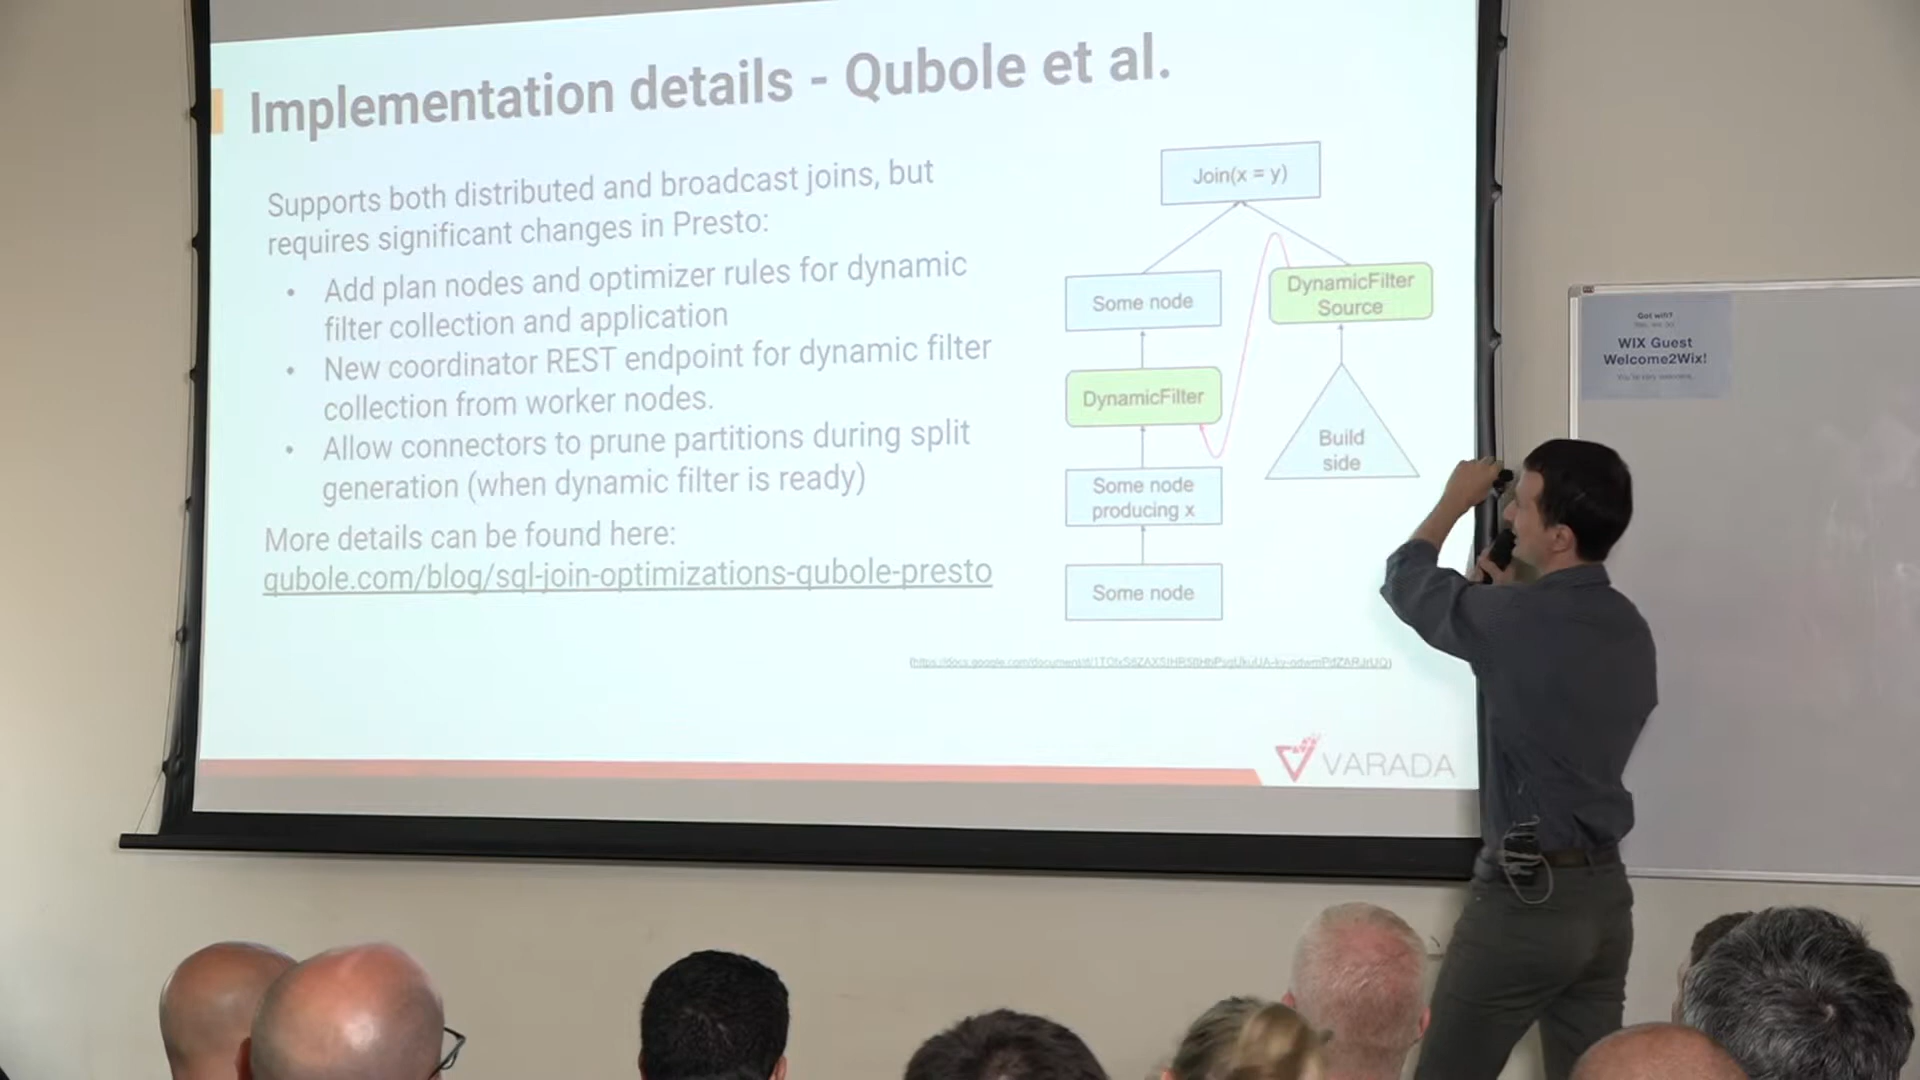 Implementation details - Qubole et al.
Supports both distributed and broadcast joins, but
requires significant changes in Presto:
• Add plan nodes and optimizer rules for dynamic
filter collection and application
• New coordinator REST endpoint for dynamic filter
collection from worker nodes.
• Allow connectors to prune partitions during split
generation (when dynamic filter is ready)
More details can be found here:
qubole.com/blog/sql-join-optimizations-qubole-presto
Join(x = y)
Some node
DynamicFilter
Source
DynamicFilter
Build
side
Some node
producing x
Some node
VARADA
Got wifi?
WIX Guest
Welcome2Wix!